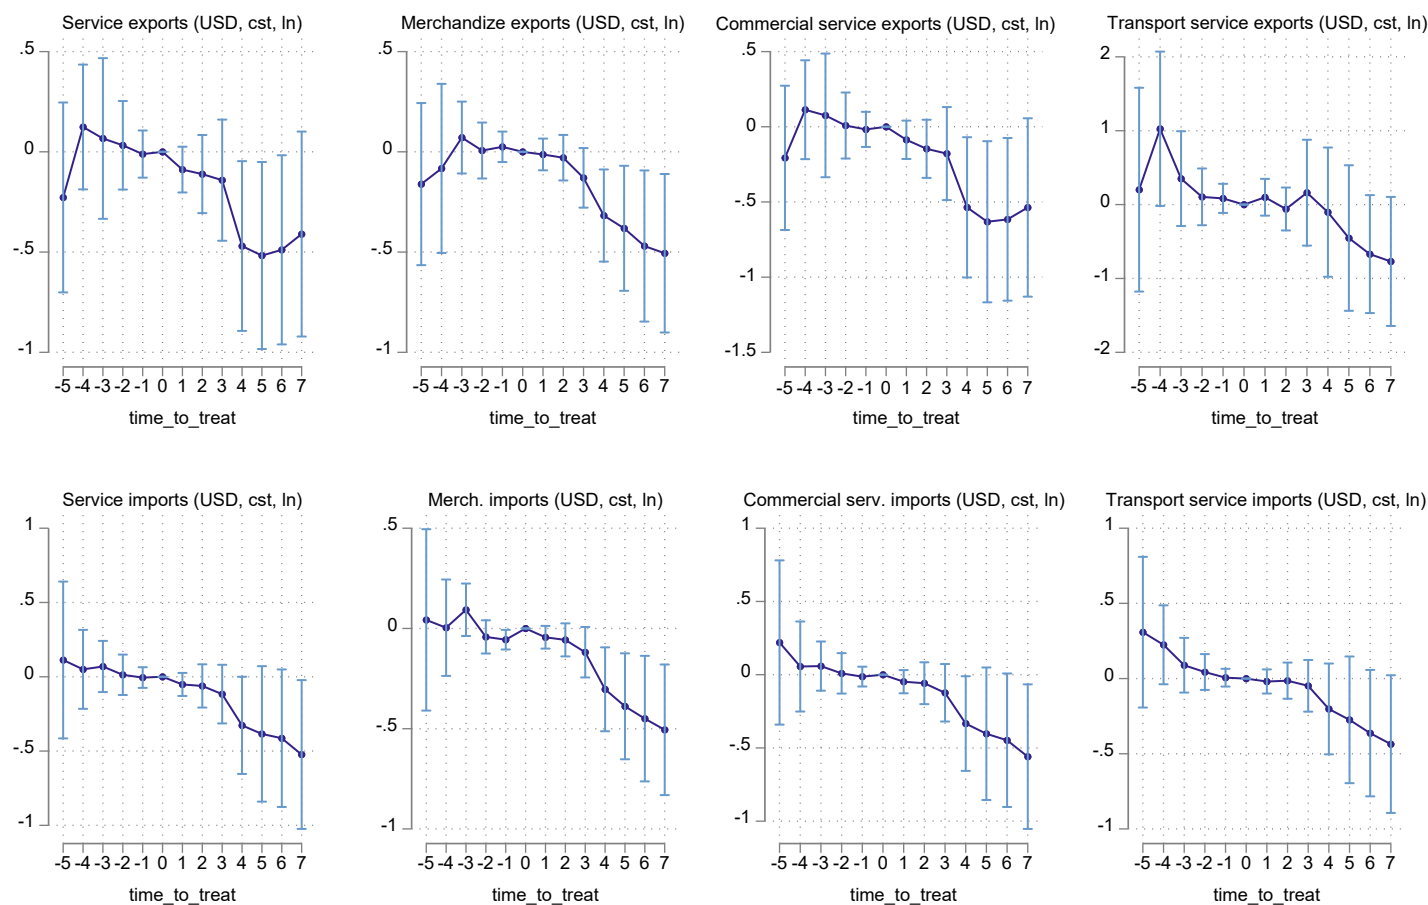 Service exports (USD, cst, ln)
.5
0
-.5
-1
-5 -4 -3 -2 -1 0 1 2 3 4 5 6 7
time_to_treat
Merchandize exports (USD, cst, ln)
.5
0
-.5
-1
-5 -4 -3 -2 -1 0 1 2 3 4 5 6 7
time_to_treat
Commercial service exports (USD, cst, ln)
.5
0
-.5
-1
-1.5
-5 -4 -3 -2 -1 0 1 2 3 4 5 6 7
time_to_treat
Transport service exports (USD, cst, ln)
2
1
0
-1
-2
-5 -4 -3 -2 -1 0 1 2 3 4 5 6 7
time_to_treat
Service imports (USD, cst, ln)
1
.5
0
-.5
-1
-5 -4 -3 -2 -1 0 1 2 3 4 5 6 7
time_to_treat
Merch. imports (USD, cst, ln)
.5
0
-.5
-1
-5 -4 -3 -2 -1 0 1 2 3 4 5 6 7
time_to_treat
Commercial serv. imports (USD, cst, ln)
1
.5
0
-.5
-1
-5 -4 -3 -2 -1 0 1 2 3 4 5 6 7
time_to_treat
Transport service imports (USD, cst, ln)
1
.5
0
-.5
-1
-5 -4 -3 -2 -1 0 1 2 3 4 5 6 7
time_to_treat